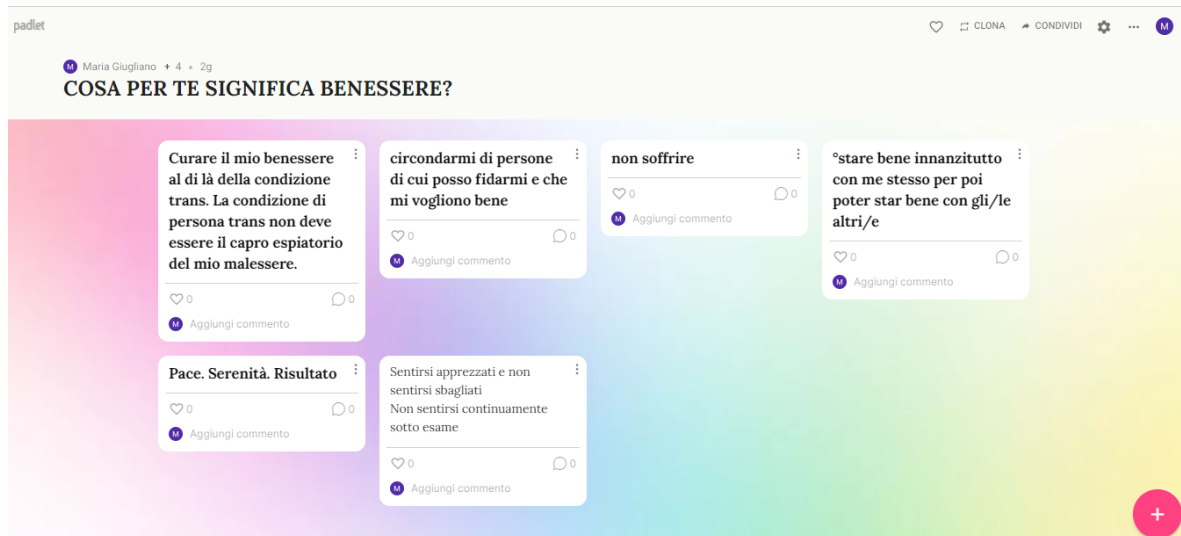 padlet
CLONA
CONDIVIDI
M
M
Maria Giugliano + 4 • 2g
COSA PER TE SIGNIFICA BENESSERE?
Curare il mio benessere
al di là della condizione
trans. La condizione di
persona trans non deve
essere il capro espiatorio
del mio malessere.
0
0
M
Aggiungi commento
circondarmi di persone
di cui posso fidarmi e che
mi vogliono bene
0
0
M
Aggiungi commento
non soffrire
0
0
M
Aggiungi commento
°stare bene innanzitutto
con me stesso per poi
poter star bene con gli/le
altri/e
0
0
M
Aggiungi commento
Pace. Serenità. Risultato
0
0
M
Aggiungi commento
Sentirsi apprezzati e non
sentirsi sbagliati
Non sentirsi continuamente
sotto esame
0
0
M
Aggiungi commento
+